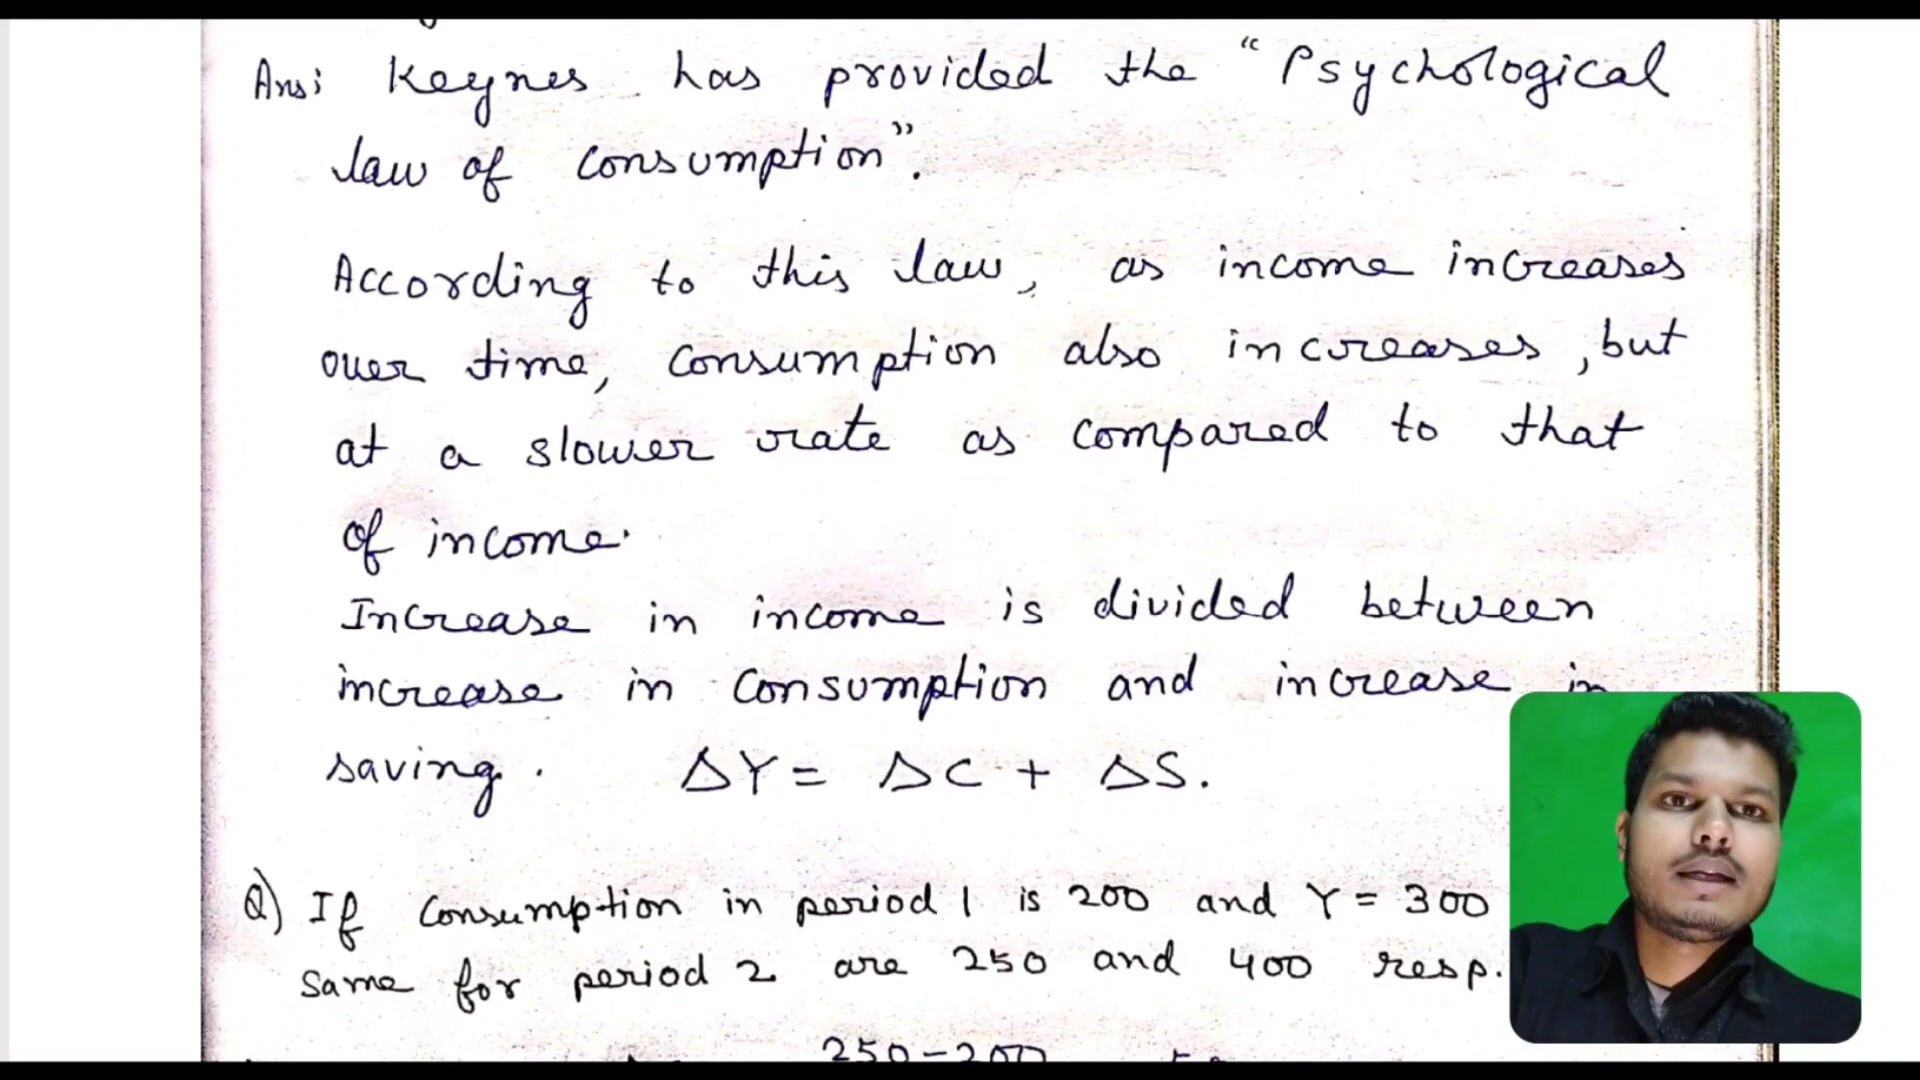 Ans: Keynes has provided the "Psychological
law of consumption".
According to this law, as income increases
over time, consumption also increases, but
at a slower rate as compared to that
of income.
Increase in income is divided between
increase in consumption and increase in
saving. ΔY = ΔC + ΔS.
Q) If consumption in period 1 is 200 and Y = 300
same for period 2 are 250 and 400 resp.
250-200